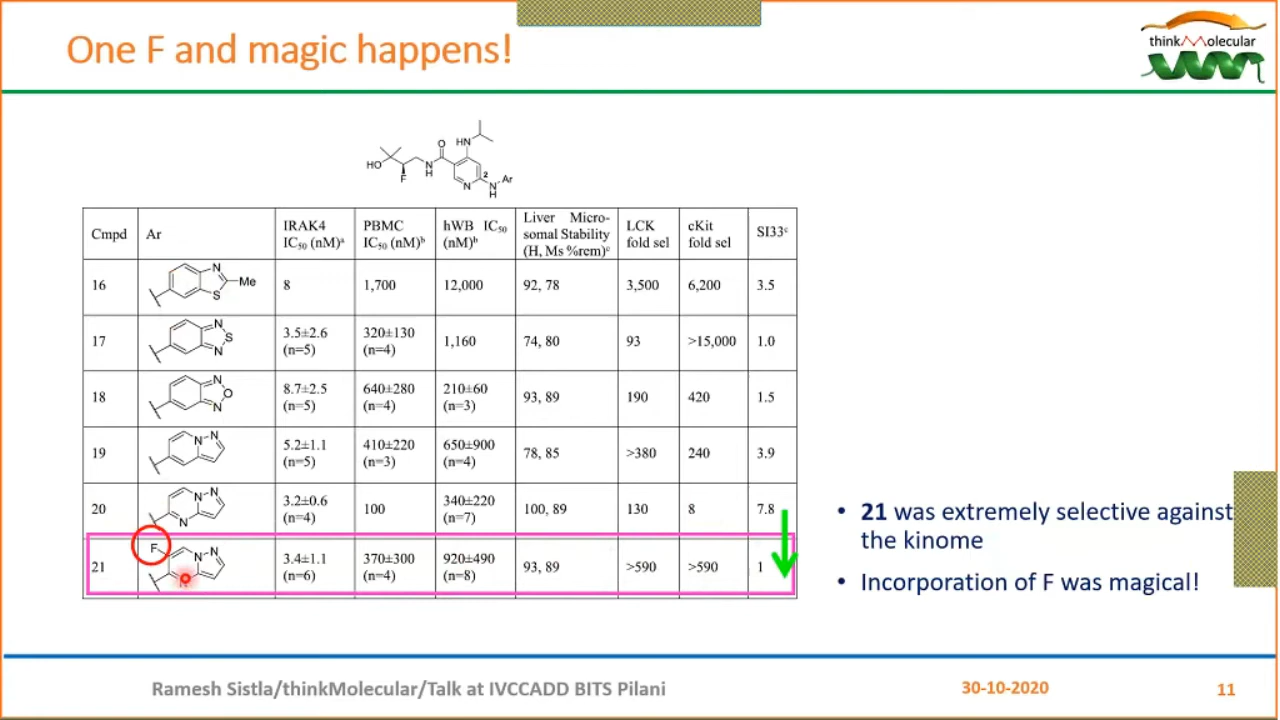 One F and magic happens!
thinkMolecular
HN
O
HO
N
H
F
2
N
N
H
Ar
Cmpd Ar IRAK4 IC50 (nM)a PBMC IC50 (nM)b hWB IC50 (nM)b Liver Micro-somal Stability (H, Ms %rem)c LCK fold sel cKit fold sel SI33c
16 N S Me 8 1,700 12,000 92, 78 3,500 6,200 3.5
17 N S N 3.5±2.6 (n=5) 320±130 (n=4) 1,160 74, 80 93 >15,000 1.0
18 N O N 8.7±2.5 (n=5) 640±280 (n=4) 210±60 (n=3) 93, 89 190 420 1.5
19 N N 5.2±1.1 (n=5) 410±220 (n=3) 650±900 (n=4) 78, 85 >380 240 3.9
20 N N N 3.2±0.6 (n=4) 100 340±220 (n=7) 100, 89 130 8 7.8
21 F N N 3.4±1.1 (n=6) 370±300 (n=4) 920±490 (n=8) 93, 89 >590 >590 1
• 21 was extremely selective against
the kinome
• Incorporation of F was magical!
Ramesh Sistla/thinkMolecular/Talk at IVCCADD BITS Pilani
30-10-2020
11